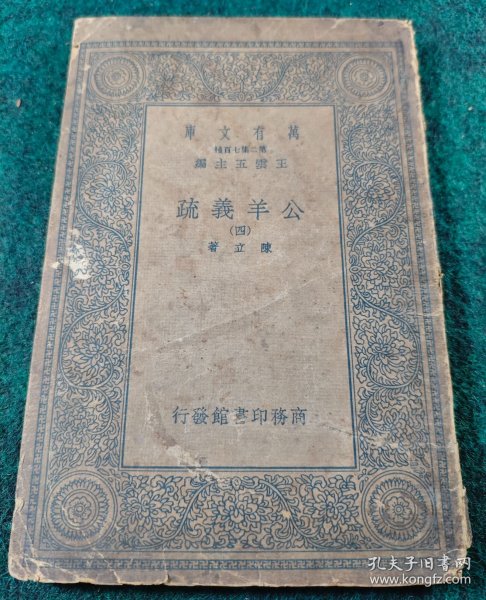 萬有文庫
第二集七百種
王雲五主編
公羊義疏
(四)
陳立著
商務印書館發行
孔夫子旧书网
www.kongfz.com